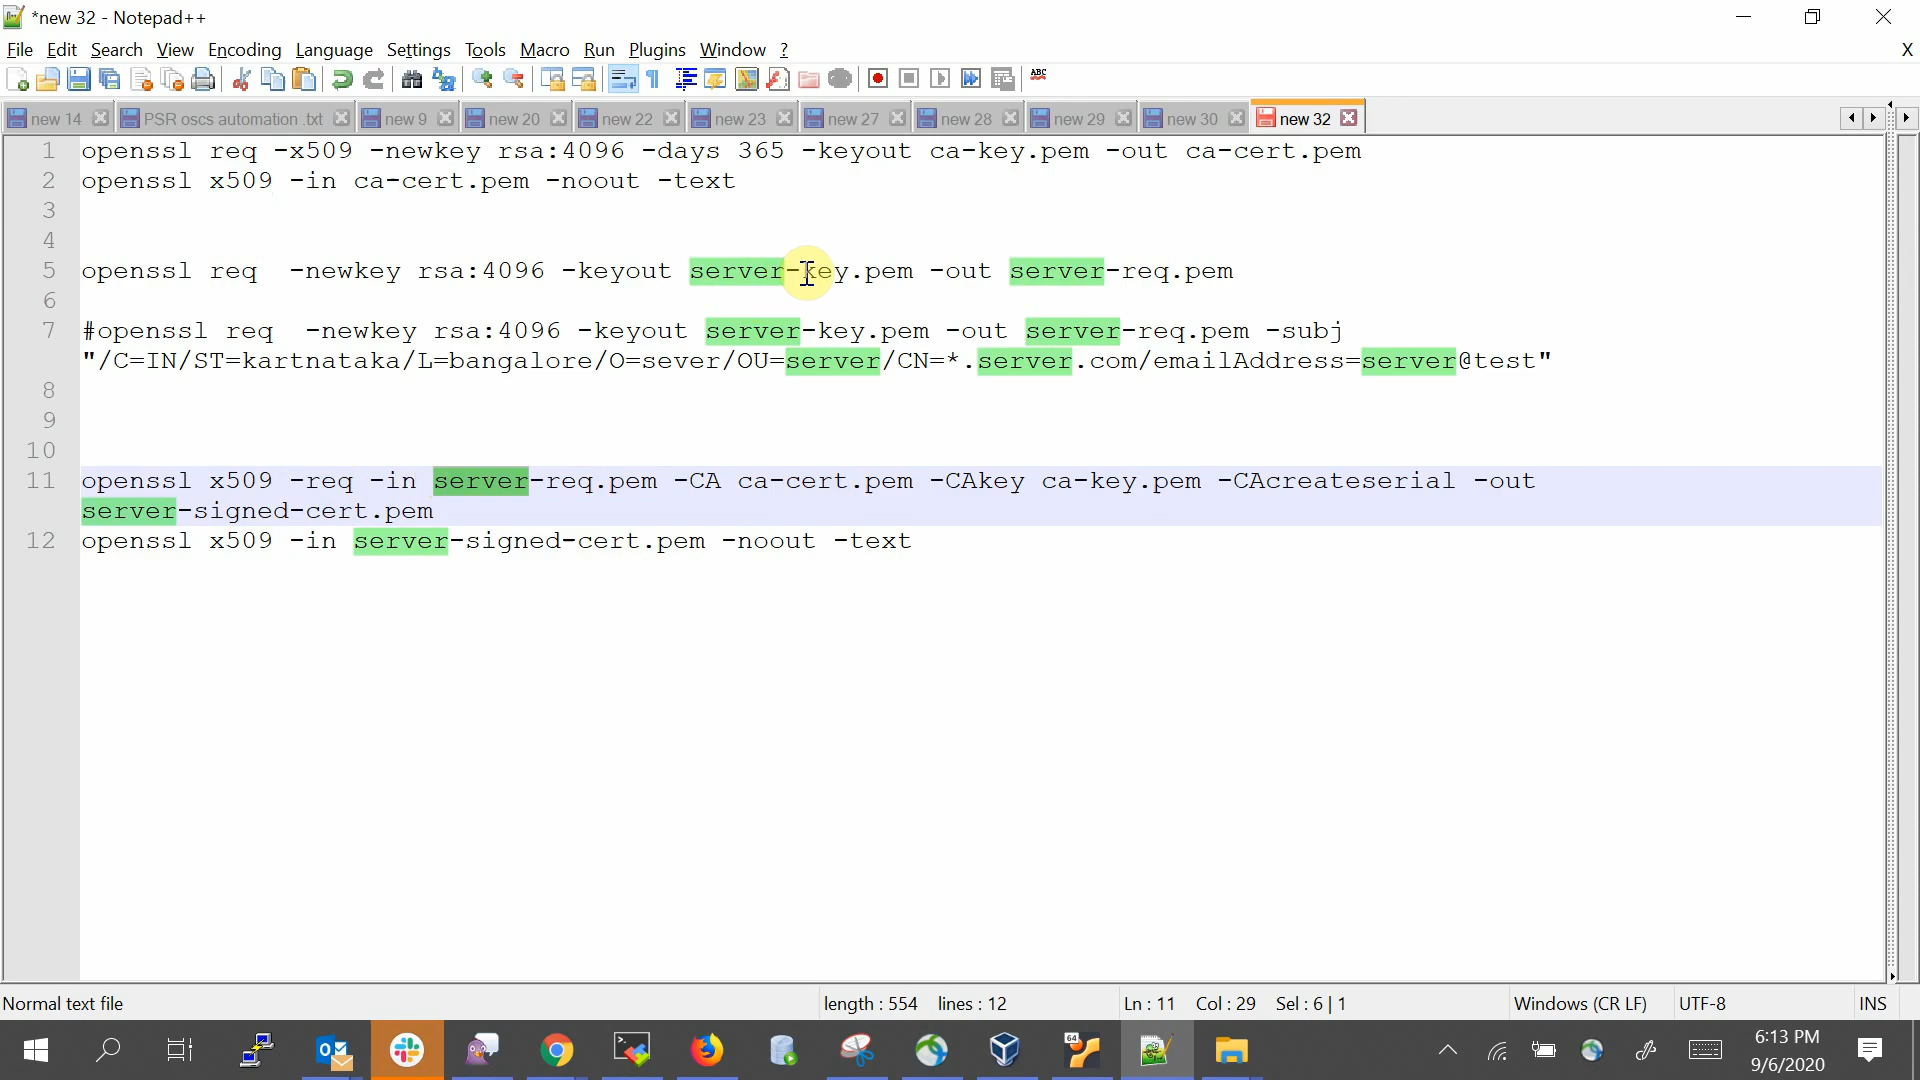 *new 32 - Notepad++
File Edit Search View Encoding Language Settings Tools Macro Run Plugins Window ?
X
ABC
new 14 PSR oscs automation .txt new 9 new 20 new 22 new 23 new 27 new 28 new 29 new 30 new 32
1 openssl req -x509 -newkey rsa:4096 -days 365 -keyout ca-key.pem -out ca-cert.pem
2 openssl x509 -in ca-cert.pem -noout -text
3
4
5 openssl req  -newkey rsa:4096 -keyout server-key.pem -out server-req.pem
6
7 #openssl req  -newkey rsa:4096 -keyout server-key.pem -out server-req.pem -subj
"/C=IN/ST=kartnataka/L=bangalore/O=sever/OU=server/CN=*.server.com/emailAddress=server@test"
8
9
10
11 openssl x509 -req -in server-req.pem -CA ca-cert.pem -CAkey ca-key.pem -CAcreateserial -out
server-signed-cert.pem
12 openssl x509 -in server-signed-cert.pem -noout -text
Normal text file length : 554 lines : 12 Ln : 11 Col : 29 Sel : 6 | 1 Windows (CR LF) UTF-8 INS
64
6:13 PM
9/6/2020